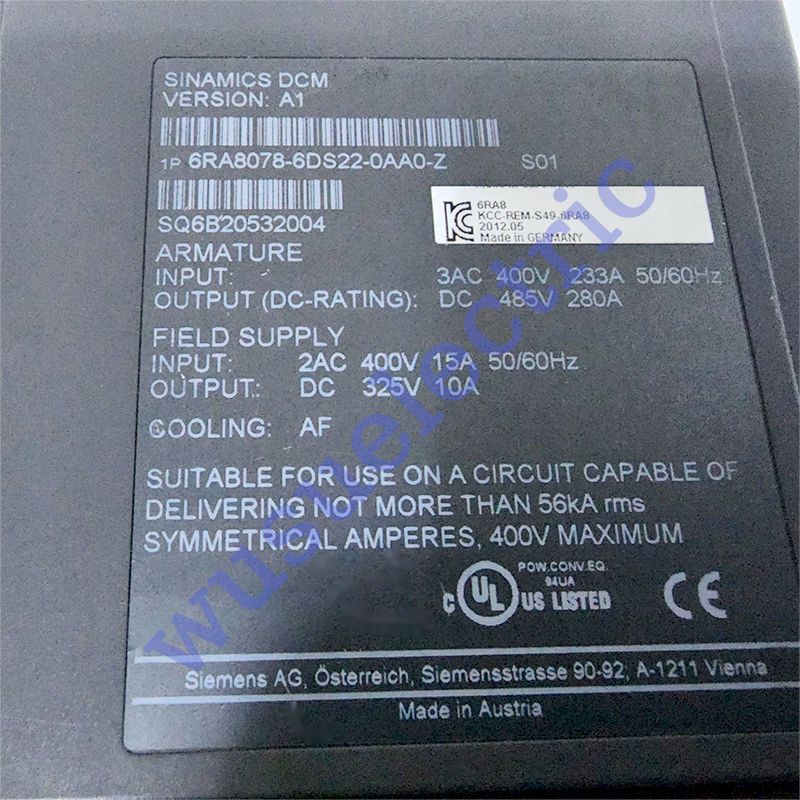 SINAMICS DCM
VERSION: A1
1P 6RA8078-6DS22-0AA0-Z S01
SQ6B20532004
6RA8
KCC-REM-S49-6RA8
2012.05
Made in GERMANY
ARMATURE
INPUT: 3AC 400V 233A 50/60Hz
OUTPUT (DC-RATING): DC 485V 280A
FIELD SUPPLY
INPUT: 2AC 400V 15A 50/60Hz
OUTPUT: DC 325V 10A
COOLING: AF
SUITABLE FOR USE ON A CIRCUIT CAPABLE OF
DELIVERING NOT MORE THAN 56kA rms
SYMMETRICAL AMPERES, 400V MAXIMUM
POW.CONV.EQ.
94UA
C UL US LISTED
CE
Siemens AG, Österreich, Siemensstrasse 90-92, A-1211 Vienna
Made in Austria
wusuelectric